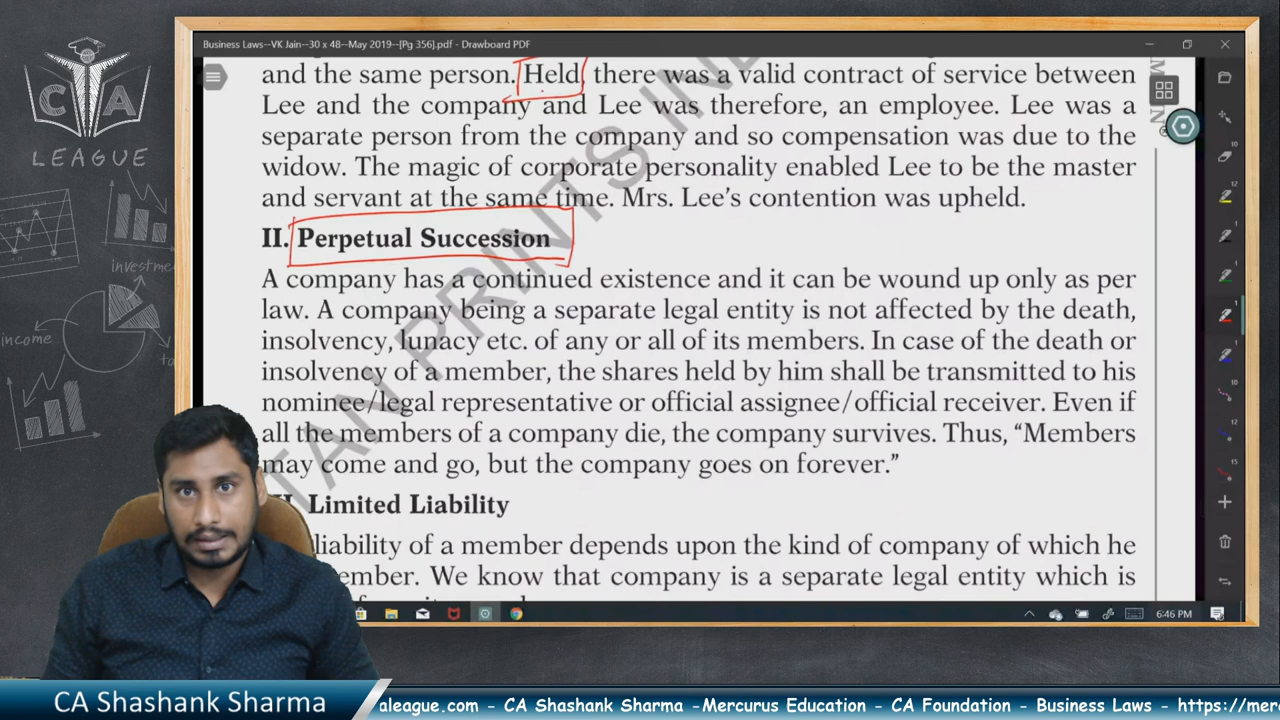 Business Laws--VK Jain--30 x 48--May 2019--[Pg 356].pdf - Drawboard PDF
and the same person. Held, there was a valid contract of service between
Lee and the company and Lee was therefore, an employee. Lee was a
separate person from the company and so compensation was due to the
widow. The magic of corporate personality enabled Lee to be the master
and servant at the same time. Mrs. Lee's contention was upheld.
II. Perpetual Succession
A company has a continued existence and it can be wound up only as per
law. A company being a separate legal entity is not affected by the death,
insolvency, lunacy etc. of any or all of its members. In case of the death or
insolvency of a member, the shares held by him shall be transmitted to his
nominee/legal representative or official assignee/official receiver. Even if
all the members of a company die, the company survives. Thus, “Members
may come and go, but the company goes on forever.”
Limited Liability
liability of a member depends upon the kind of company of which he
ember. We know that company is a separate legal entity which is
TAN PRINTS IND
C A
LEAGUE
investme
income
6:46 PM
CA Shashank Sharma
aleague.com - CA Shashank Sharma -Mercurus Education - CA Foundation - Business Laws - https://mer